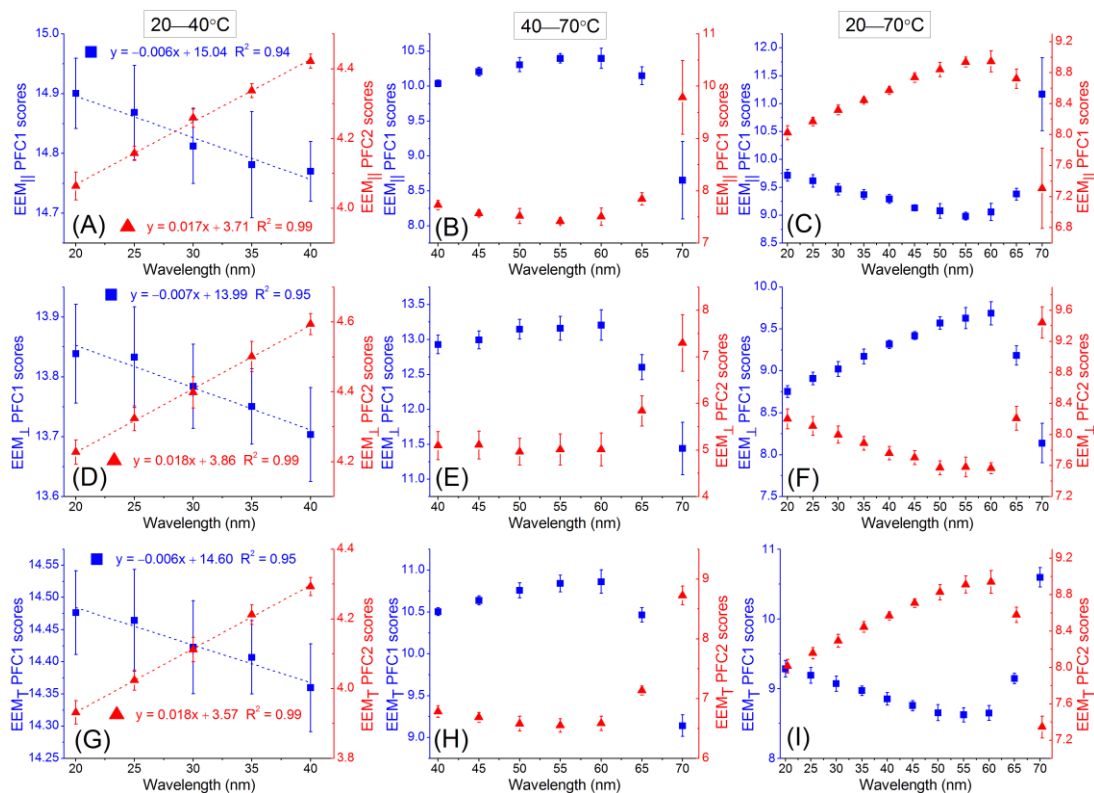 20—40°C
40—70°C
20—70°C
EEM|| PFC1 scores
15.0
14.9
14.8
14.7
y = −0.006x + 15.04 R² = 0.94
y = 0.017x + 3.71 R² = 0.99
(A)
4.4
4.2
4.0
EEM|| PFC2 scores
20 25 30 35 40
Wavelength (nm)
EEM|| PFC1 scores
10.5
10.0
9.5
9.0
8.5
8.0
(B)
11
10
9
8
7
EEM|| PFC1 scores
40 45 50 55 60 65 70
Wavelength (nm)
EEM|| PFC1 scores
12.0
11.5
11.0
10.5
10.0
9.5
9.0
8.5
(C)
9.2
8.8
8.4
8.0
7.6
7.2
6.8
EEM|| PFC1 scores
20 25 30 35 40 45 50 55 60 65 70
Wavelength (nm)
EEM⊥ PFC1 scores
13.9
13.8
13.7
13.6
y = −0.007x + 13.99 R² = 0.95
y = 0.018x + 3.86 R² = 0.99
(D)
4.6
4.4
4.2
EEM⊥ PFC2 scores
20 25 30 35 40
Wavelength (nm)
EEM⊥ PFC1 scores
13.5
13.0
12.5
12.0
11.5
11.0
(E)
8
7
6
5
4
EEM⊥ PFC2 scores
40 45 50 55 60 65 70
Wavelength (nm)
EEM⊥ PFC1 scores
10.0
9.5
9.0
8.5
8.0
7.5
(F)
9.6
9.2
8.8
8.4
8.0
7.6
7.2
EEM⊥ PFC2 scores
20 25 30 35 40 45 50 55 60 65 70
Wavelength (nm)
EEMT PFC1 scores
14.55
14.50
14.45
14.40
14.35
14.30
14.25
y = −0.006x + 14.60 R² = 0.95
y = 0.018x + 3.57 R² = 0.99
(G)
4.4
4.3
4.2
4.1
4.0
3.9
3.8
EEMT PFC2 scores
20 25 30 35 40
Wavelength (nm)
EEMT PFC1 scores
11.0
10.5
10.0
9.5
9.0
(H)
9
8
7
6
EEMT PFC2 scores
40 45 50 55 60 65 70
Wavelength (nm)
EEMT PFC1 scores
11
10
9
8
(I)
9.2
8.8
8.4
8.0
7.6
7.2
EEMT PFC2 scores
20 25 30 35 40 45 50 55 60 65 70
Wavelength (nm)